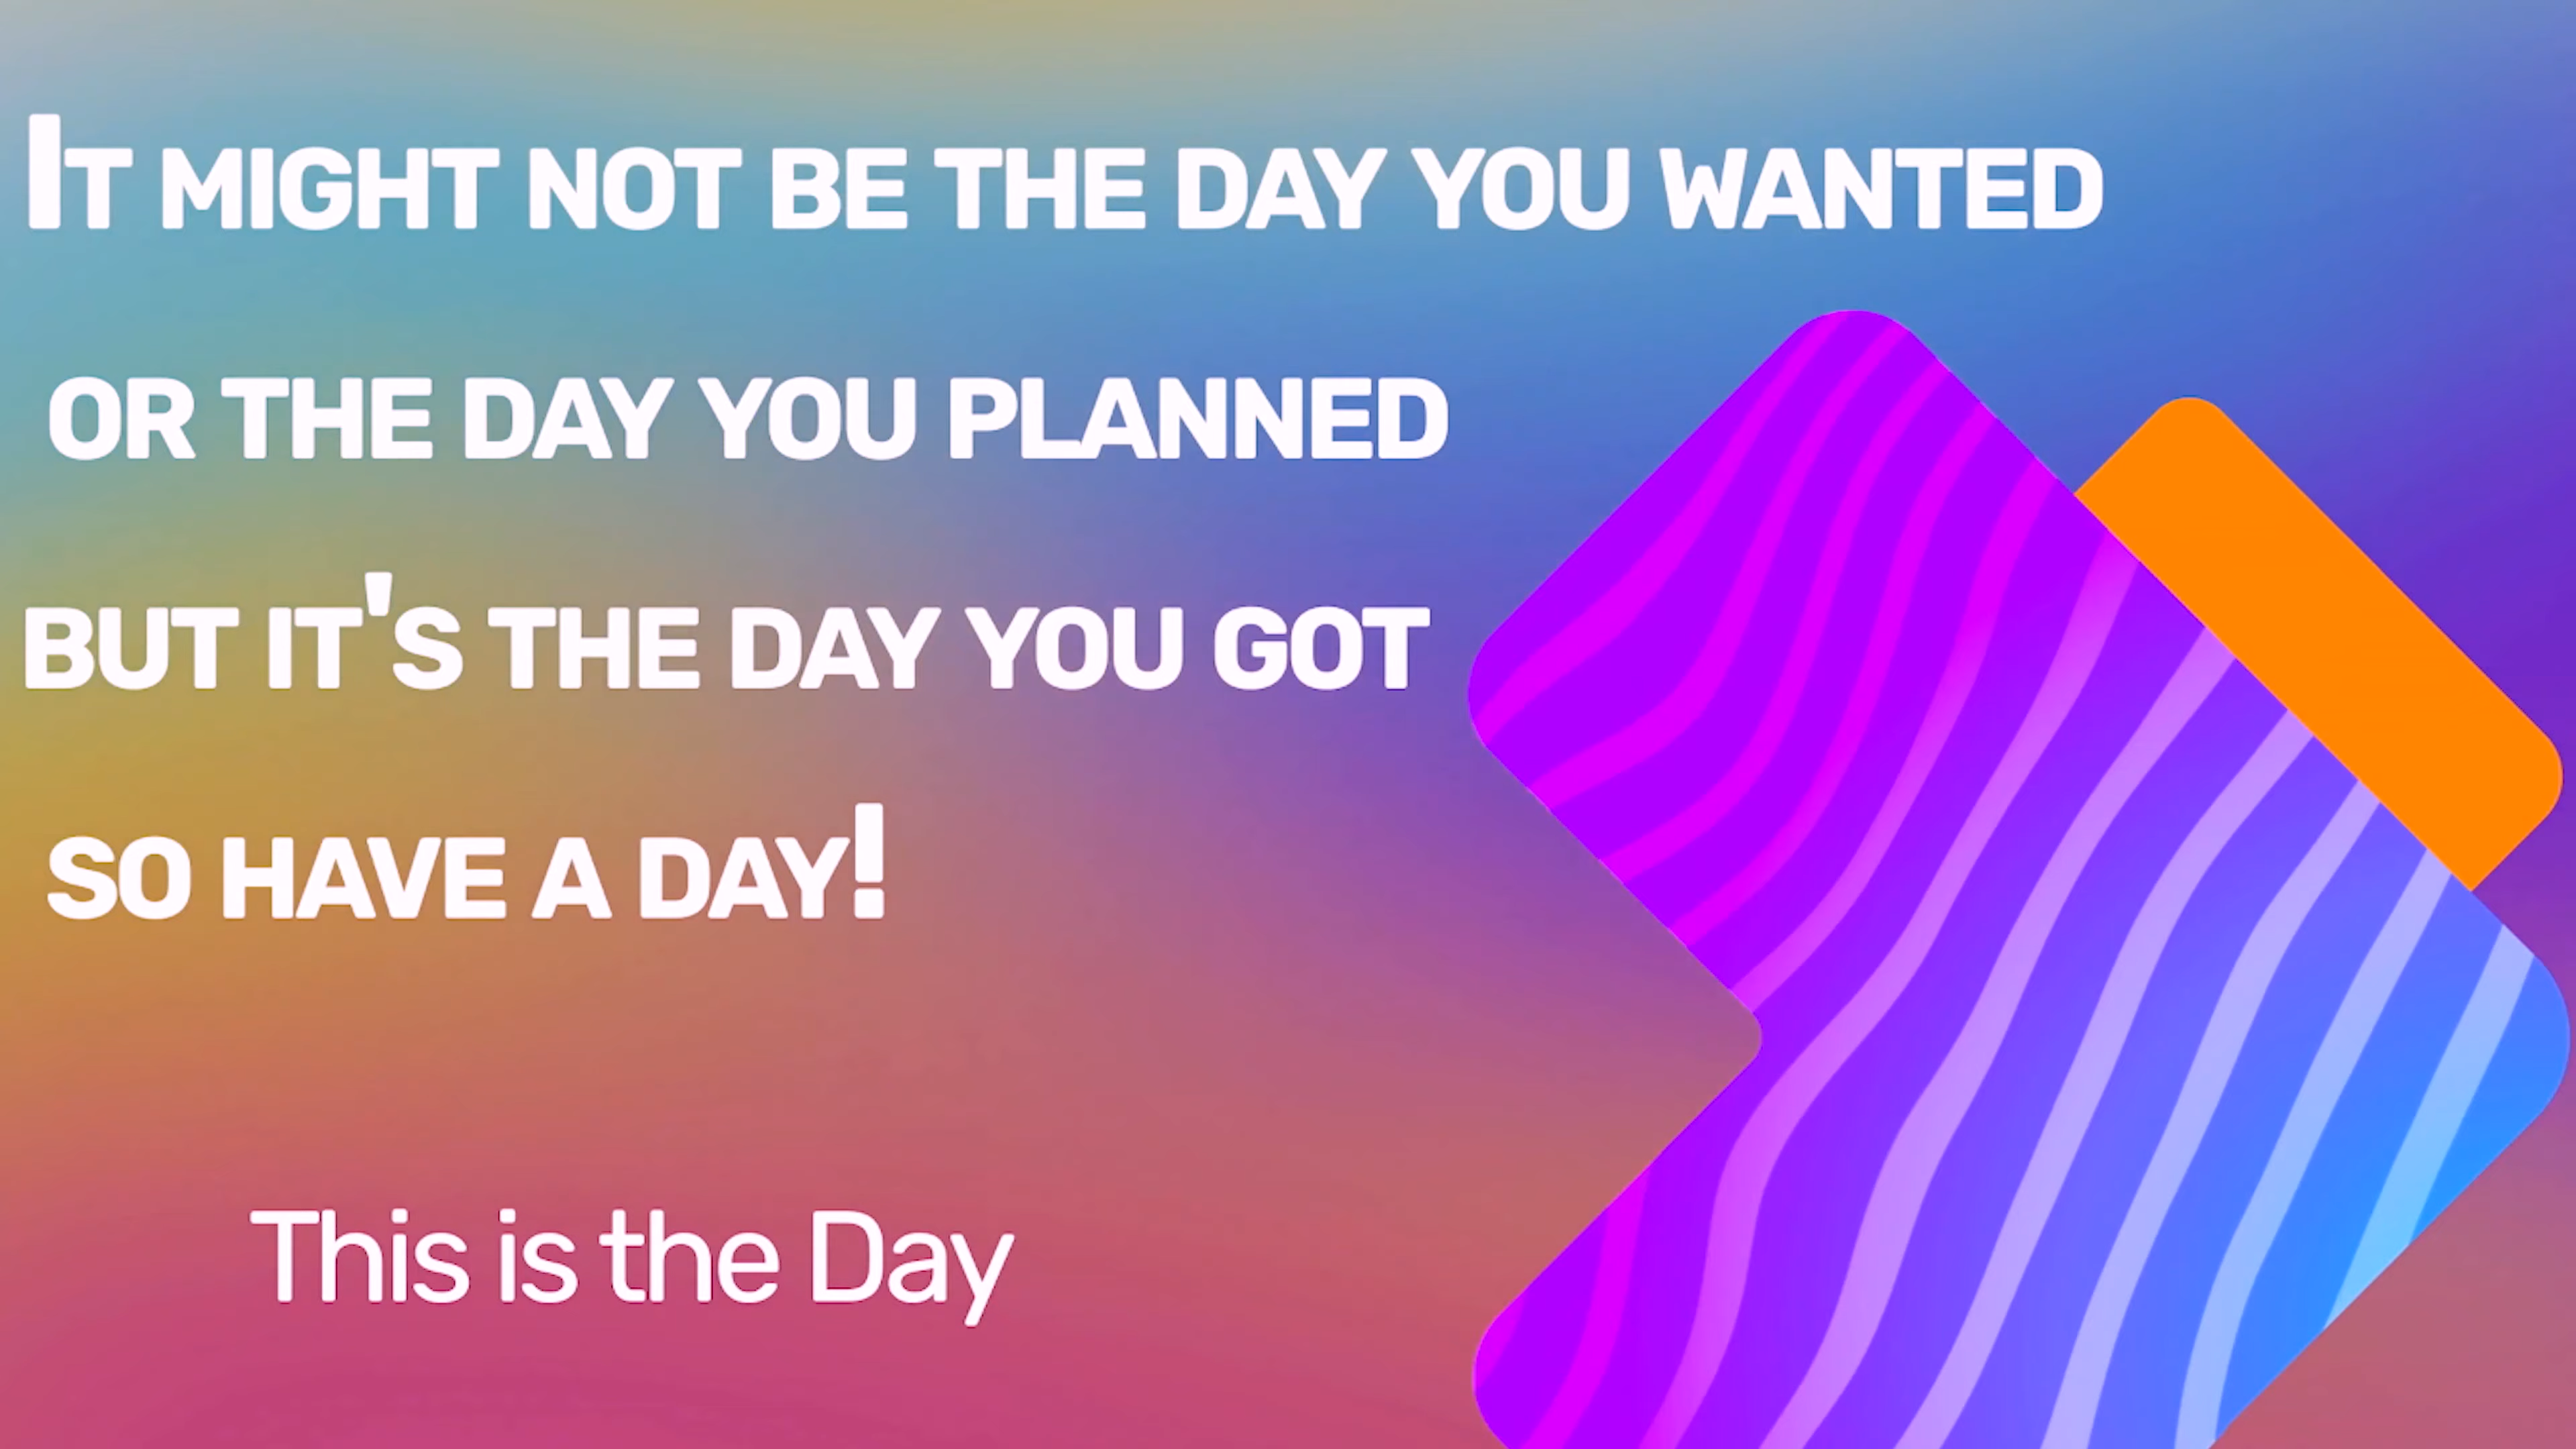 It might not be the day you wanted
or the day you planned
but it's the day you got
so have a day!
This is the Day